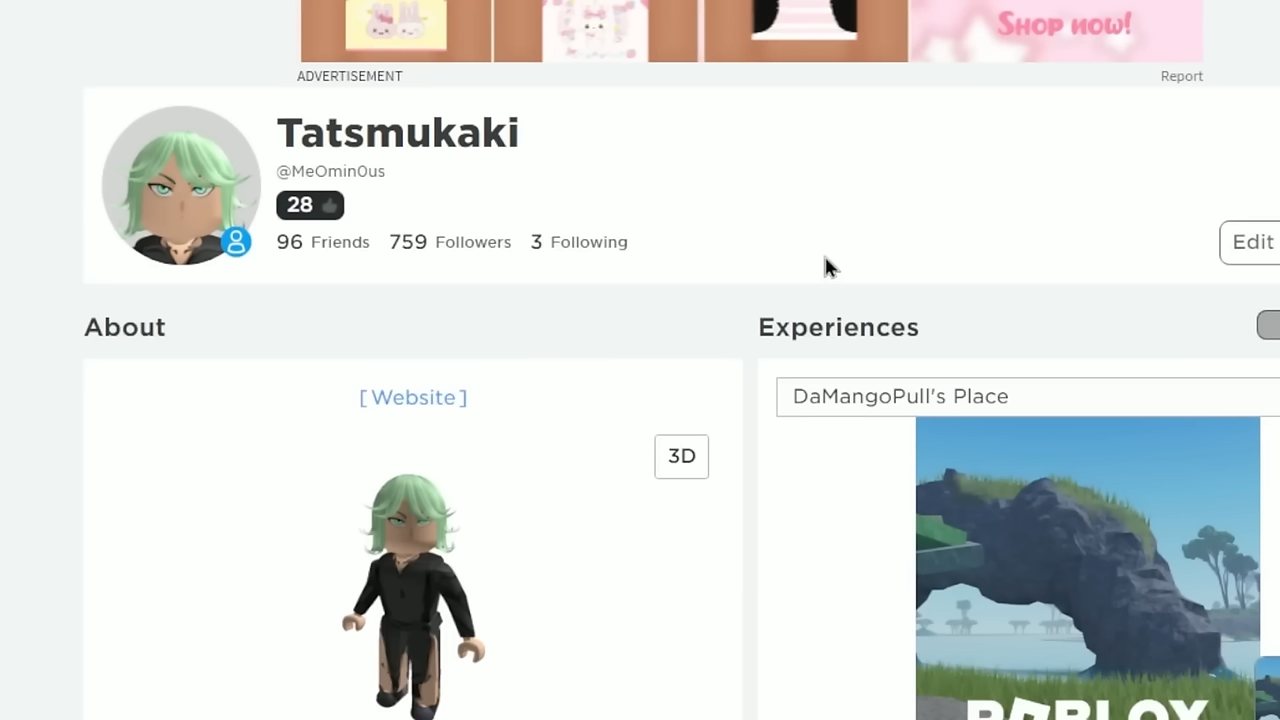 Shop now!
ADVERTISEMENT
Report
Tatsmukaki
@MeOmin0us
28
96 Friends 759 Followers 3 Following
Edit
About
Experiences
[Website]
DaMangoPull's Place
3D
ROBLOX